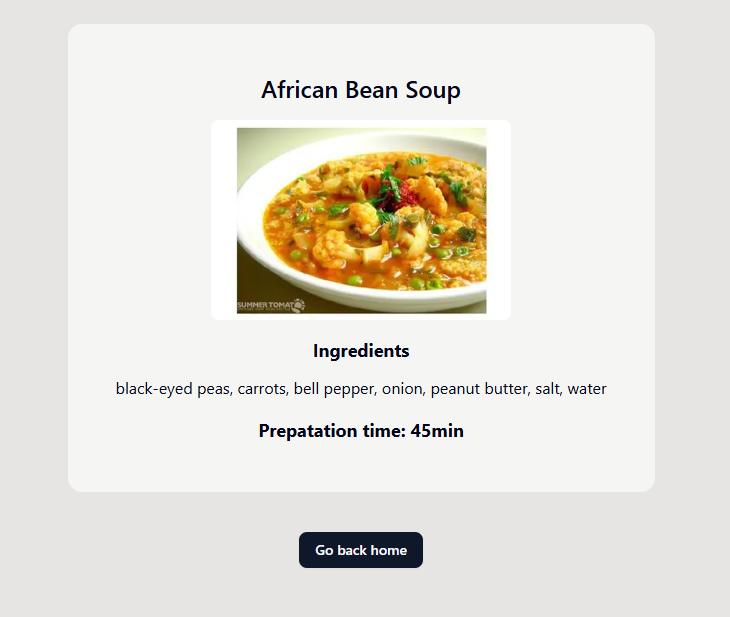 African Bean Soup
SUMMER TOMATO
Ingredients
black-eyed peas, carrots, bell pepper, onion, peanut butter, salt, water
Prepatation time: 45min
Go back home